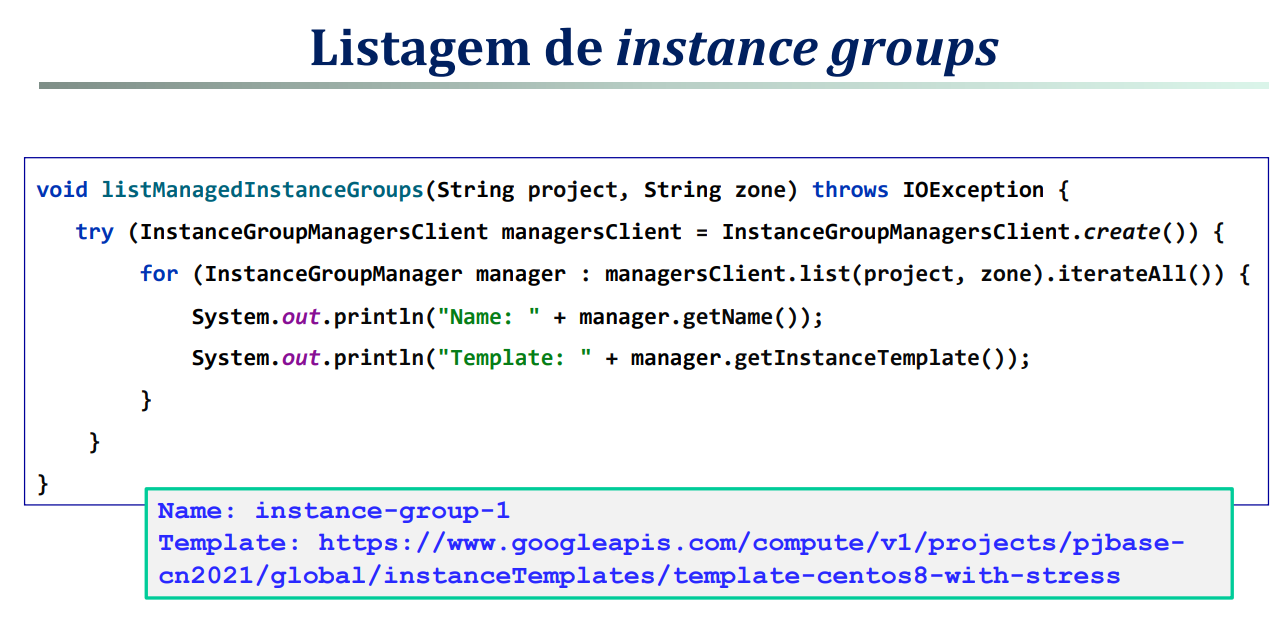 Listagem de instance groups
void listManagedInstanceGroups(String project, String zone) throws IOException {
try (InstanceGroupManagersClient managersClient = InstanceGroupManagersClient.create()) {
for (InstanceGroupManager manager : managersClient.list(project, zone).iterateAll()) {
System.out.println("Name: " + manager.getName());
System.out.println("Template: " + manager.getInstanceTemplate());
}
}
}
Name: instance-group-1
Template: https://www.googleapis.com/compute/v1/projects/pjbase-
cn2021/global/instanceTemplates/template-centos8-with-stress